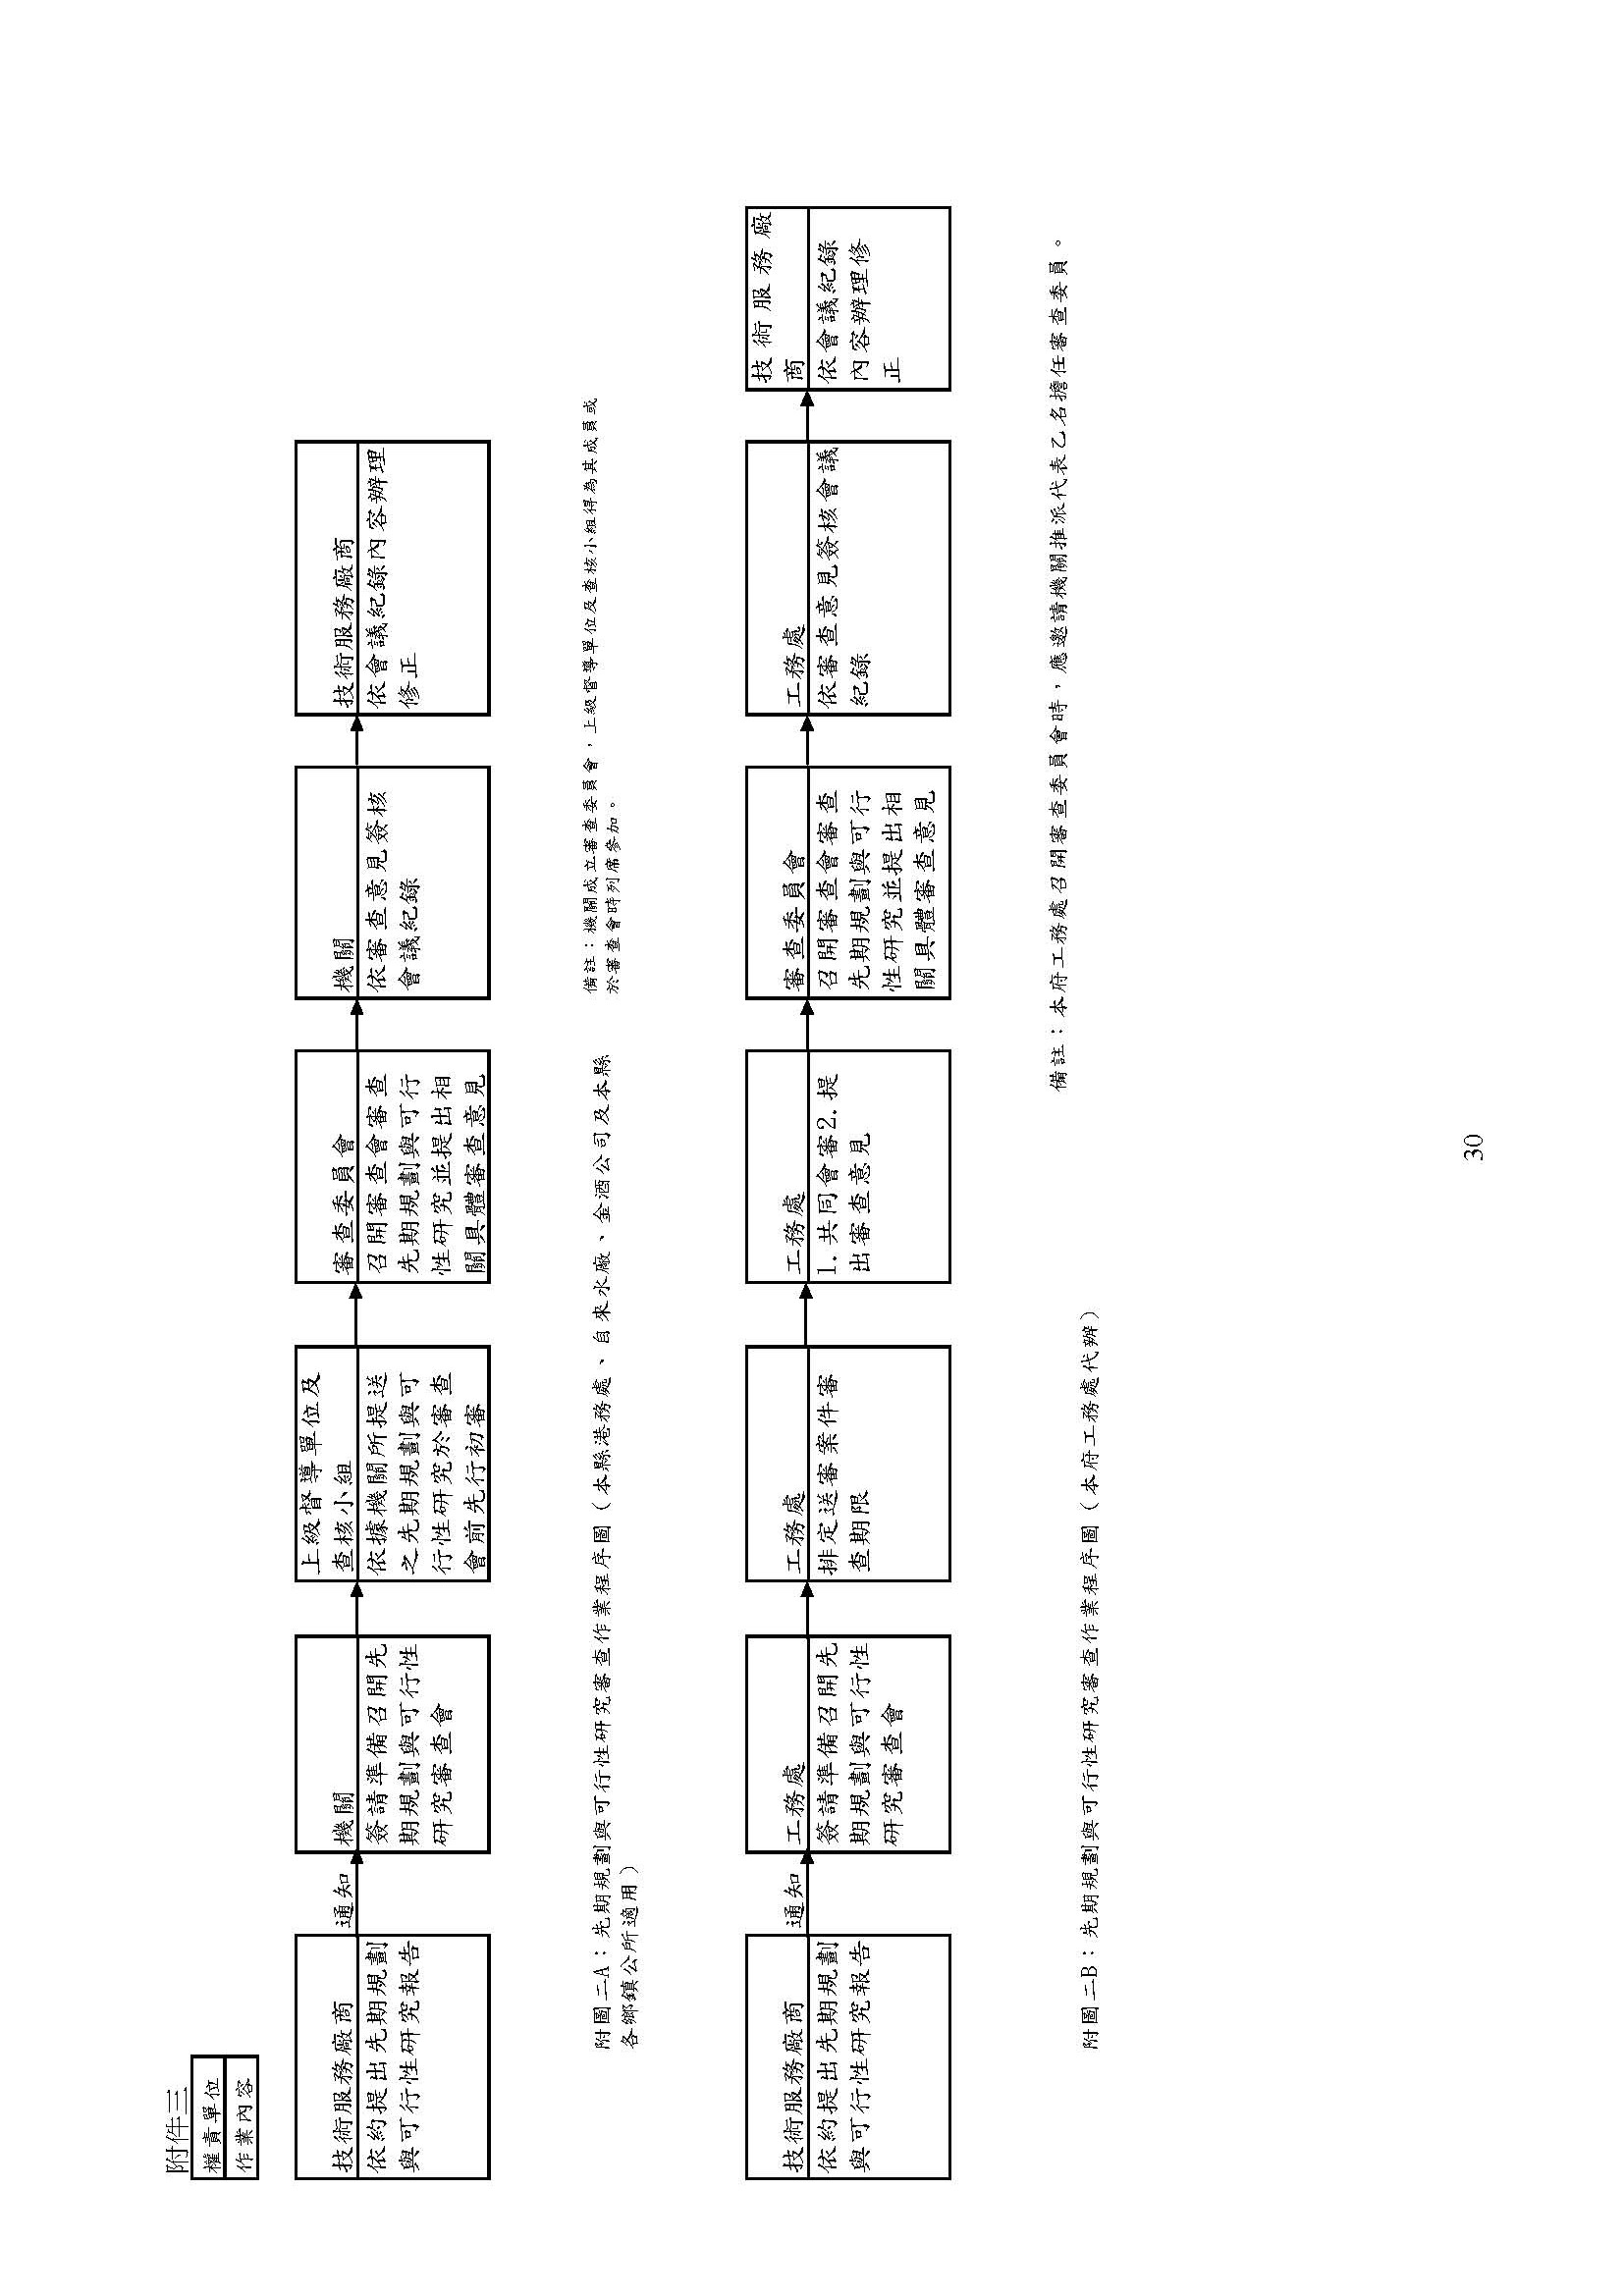 附件三
權責單位
作業內容
技術服務廠商
依約提出先期規劃
與可行性研究報告
通知
機關
簽請準備召開先
期規劃與可行性
研究審查會
上級督導單位及
查核小組
依據機關所提送
之先期規劃與可
行性研究於審查
會前先行初審
審查委員會
召開審查會審查
先期規劃與可行
性研究並提出相
關具體審查意見
機關
依審查意見簽核
會議紀錄
技術服務廠商
依會議紀錄內容辦理
修正
附圖二A：先期規劃與可行性研究審查作業程序圖（本縣港務處、自來水廠、金酒公司及本縣
各鄉鎮公所適用）
備註：機關成立審查委員會，上級督導單位及查核小組得為其成員或
於審查會時列席參加。
技術服務廠商
依約提出先期規劃
與可行性研究報告
通知
工務處
簽請準備召開先
期規劃與可行性
研究審查會
工務處
排定送審案件審
查期限
工務處
1.共同會審2.提
出審查意見
審查委員會
召開審查會審查
先期規劃與可行
性研究並提出相
關具體審查意見
工務處
依審查意見簽核會議
紀錄
技術服務廠
商
依會議紀錄
內容辦理修
正
附圖二B：先期規劃與可行性研究審查作業程序圖（本府工務處代辦）
備註：本府工務處召開審查委員會時，應邀請機關推派代表乙名擔任審查委員。
30